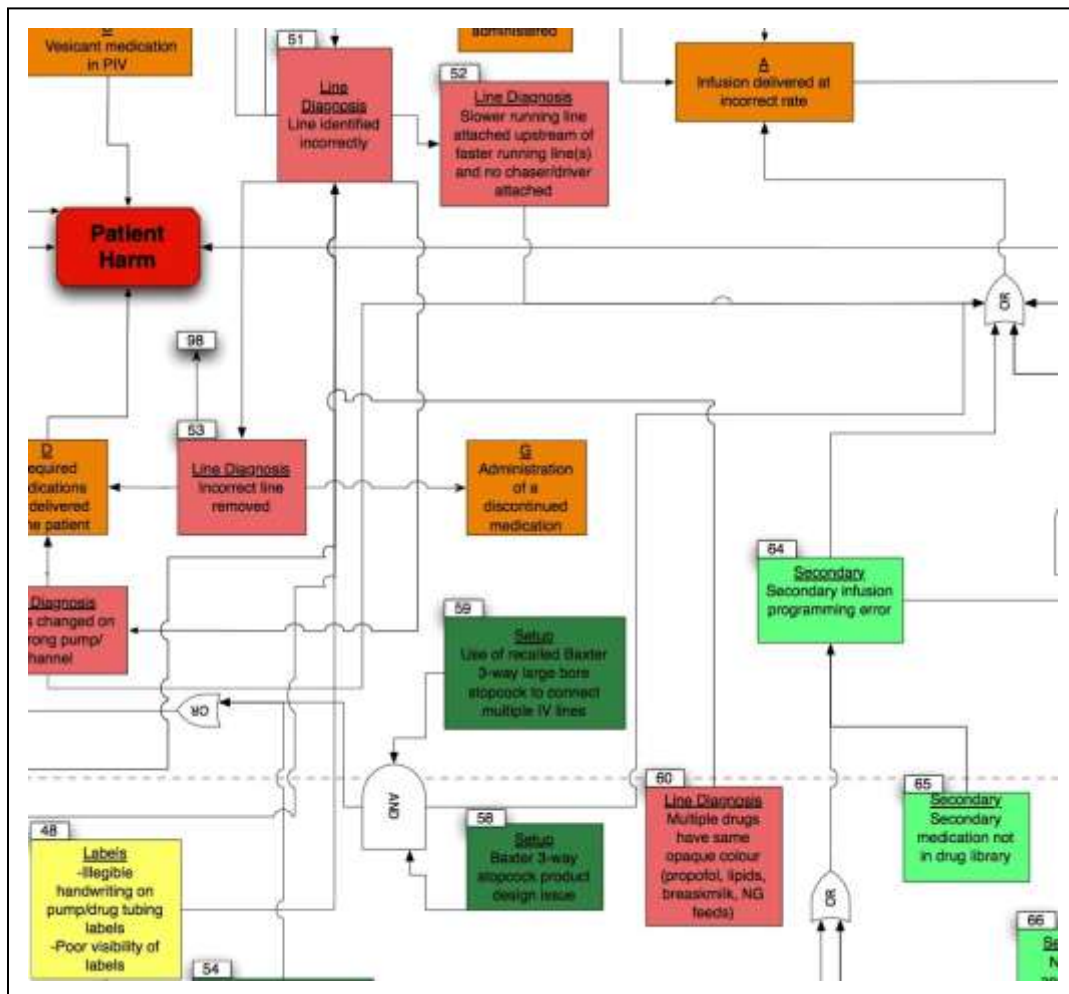 Vesicant medication
in PIV
51
Line
Diagnosis
Line identified
incorrectly
administered
52
Line Diagnosis
Slower running line
attached upstream of
faster running line(s)
and no chaser/driver
attached
A
Infusion delivered at
incorrect rate
Patient
Harm
OR
98
53
Line Diagnosis
Incorrect line
removed
D
equired
dications
delivered
e patient
G
Administration
of a
discontinued
medication
64
Secondary
Secondary infusion
programming error
Diagnosis
s changed on
rong pump/
hannel
59
Setup
Use of recalled Baxter
3-way large bore
stopcock to connect
multiple IV lines
OR
AND
58
Setup
Baxter 3-way
stopcock product
design issue
60
Line Diagnosis
Multiple drugs
have same
opaque colour
(propofol, lipids,
breaskmilk, NG
feeds)
65
Secondary
Secondary
medication not
in drug library
OR
48
Labels
-Illegible
handwriting on
pump/drug tubing
labels
-Poor visibility of
labels
54
66
Se
N